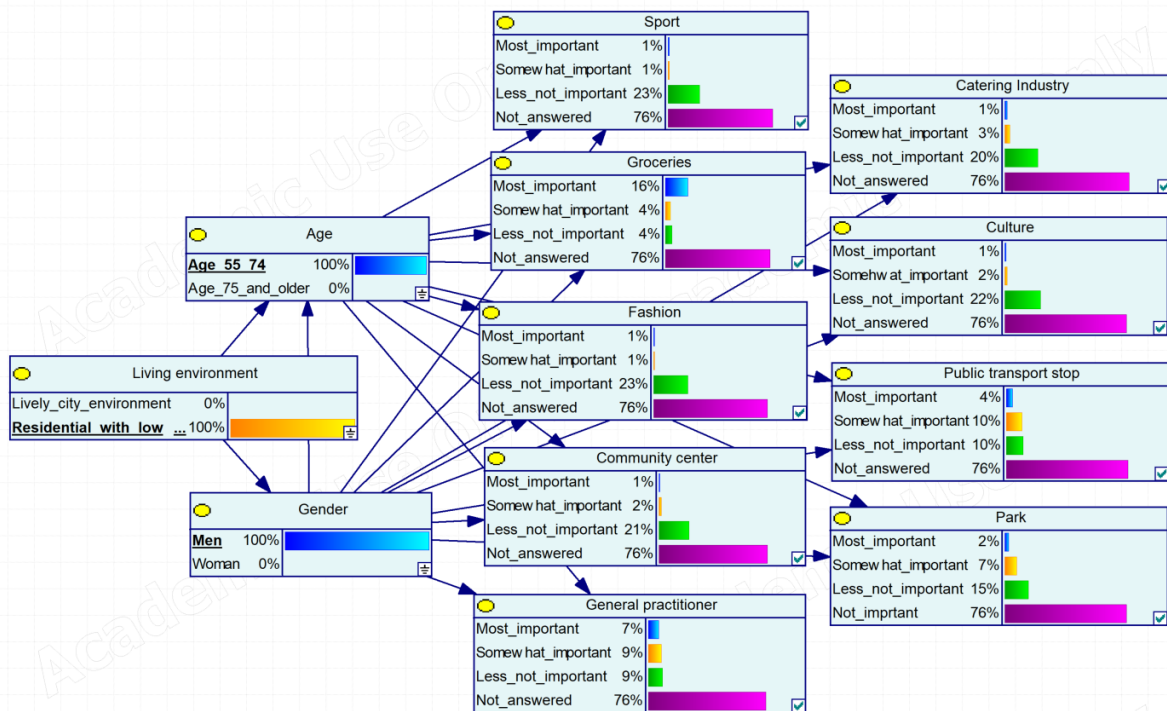 Sport
Most_important 1%
Somew hat_important 1%
Less_not_important 23%
Not_answered 76%
Catering Industry
Most_important 1%
Somew hat_important 3%
Less_not_important 20%
Not_answered 76%
Groceries
Most_important 16%
Somew hat_important 4%
Less_not_important 4%
Not_answered 76%
Age
Age_55_74 100%
Age_75_and_older 0%
Culture
Most_important 1%
Somehw at_important 2%
Less_not_important 22%
Not_answered 76%
Fashion
Most_important 1%
Somew hat_important 1%
Less_not_important 23%
Not_answered 76%
Living environment
Lively_city_environment 0%
Residential_with_low_... 100%
Public transport stop
Most_important 4%
Somew hat_important 10%
Less_not_important 10%
Not_answered 76%
Community center
Most_important 1%
Somew hat_important 2%
Less_not_important 21%
Not_answered 76%
Gender
Men 100%
Woman 0%
Park
Most_important 2%
Somew hat_important 7%
Less_not_important 15%
Not_imprtant 76%
General practitioner
Most_important 7%
Somew hat_important 9%
Less_not_important 9%
Not_answered 76%